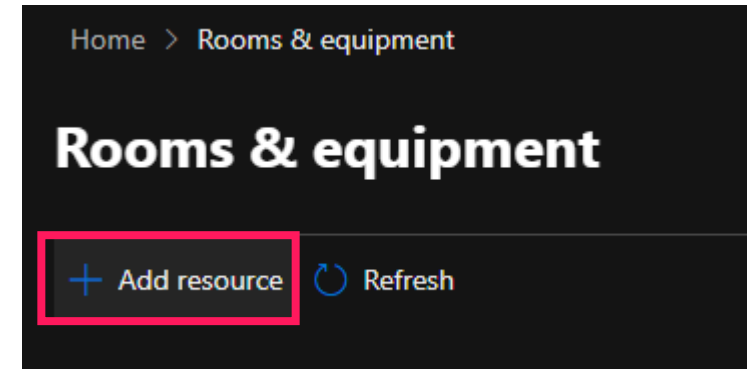 Home > Rooms & equipment
Rooms & equipment
+ Add resource Refresh